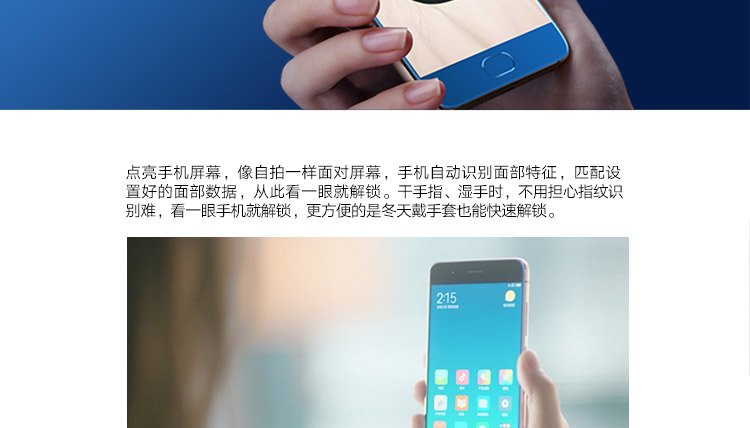 点亮手机屏幕，像自拍一样面对屏幕，手机自动识别面部特征，匹配设
置好的面部数据，从此看一眼就解锁。干手指、湿手时，不用担心指纹识
别难，看一眼手机就解锁，更方便的是冬天戴手套也能快速解锁。
2:15